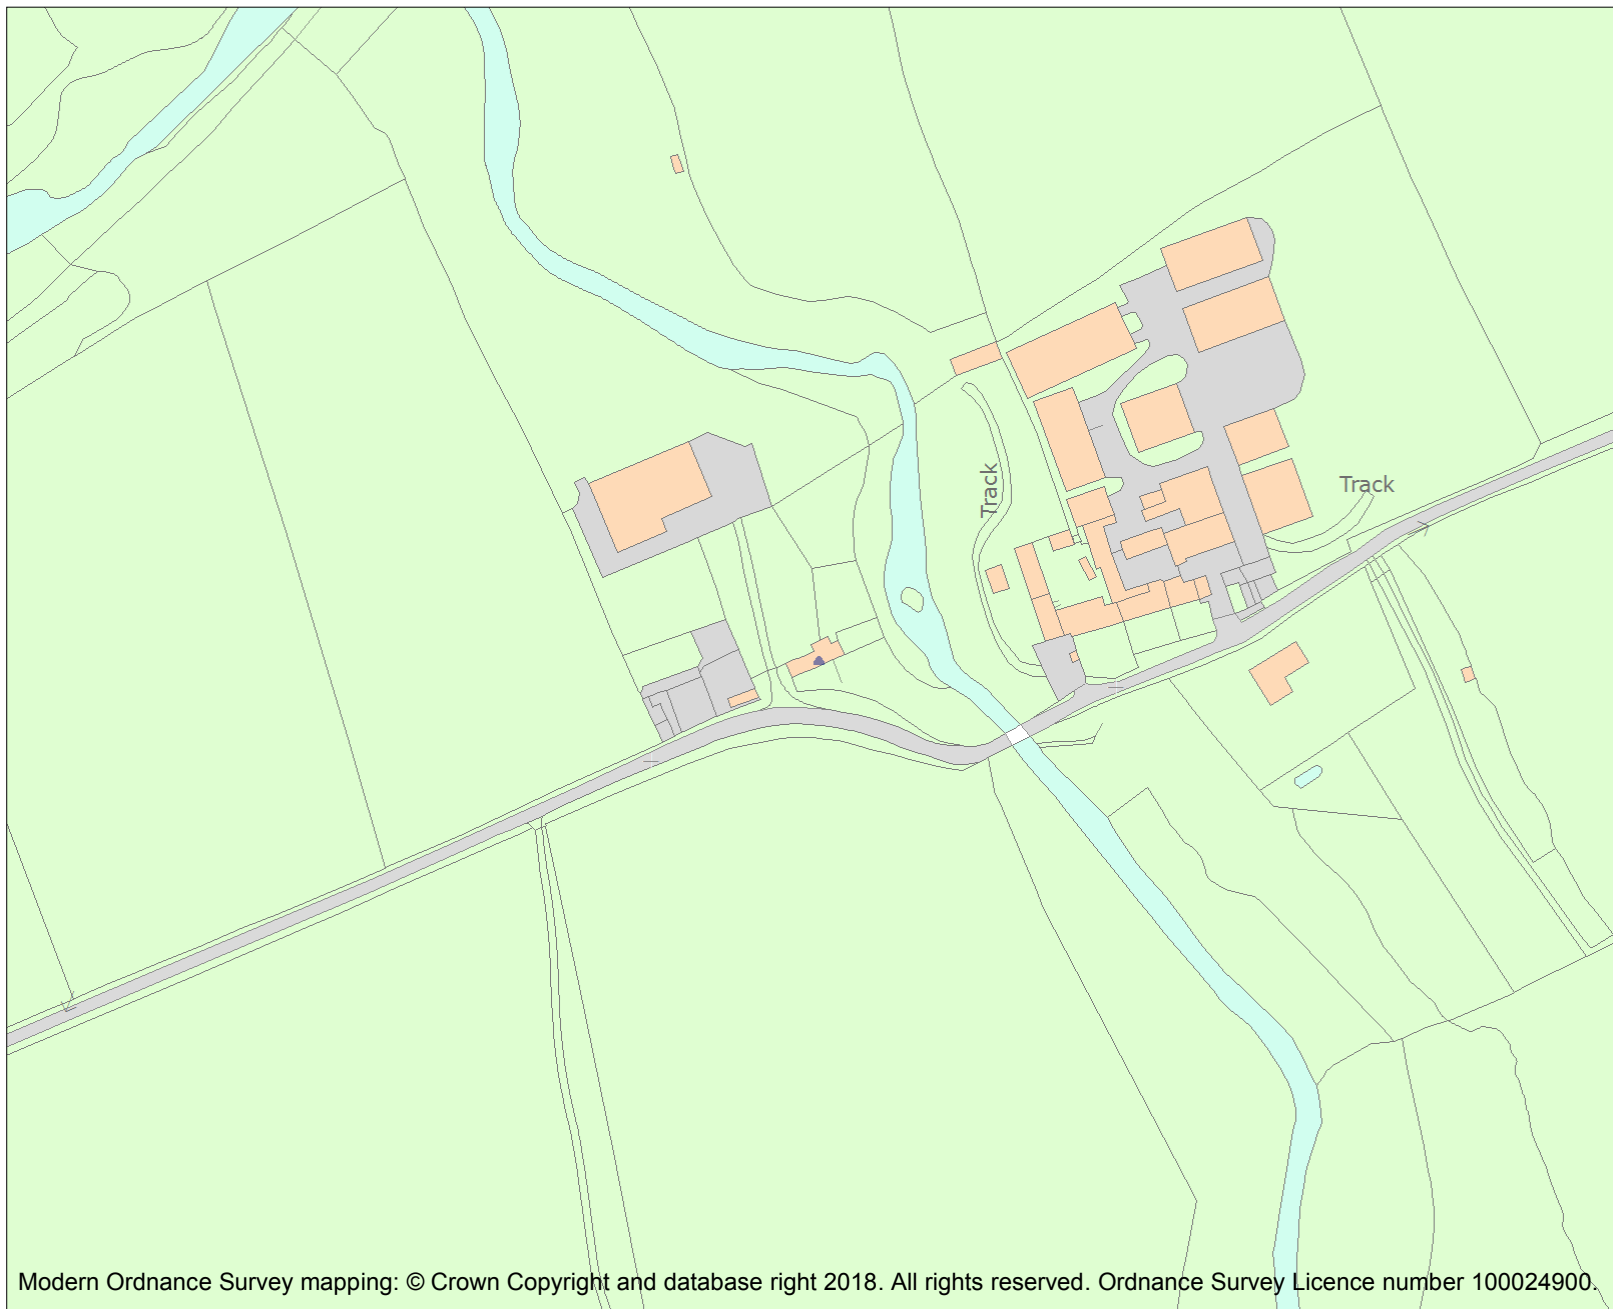 Track
Track
Modern Ordnance Survey mapping: © Crown Copyright and database right 2018. All rights reserved. Ordnance Survey Licence number 100024900.